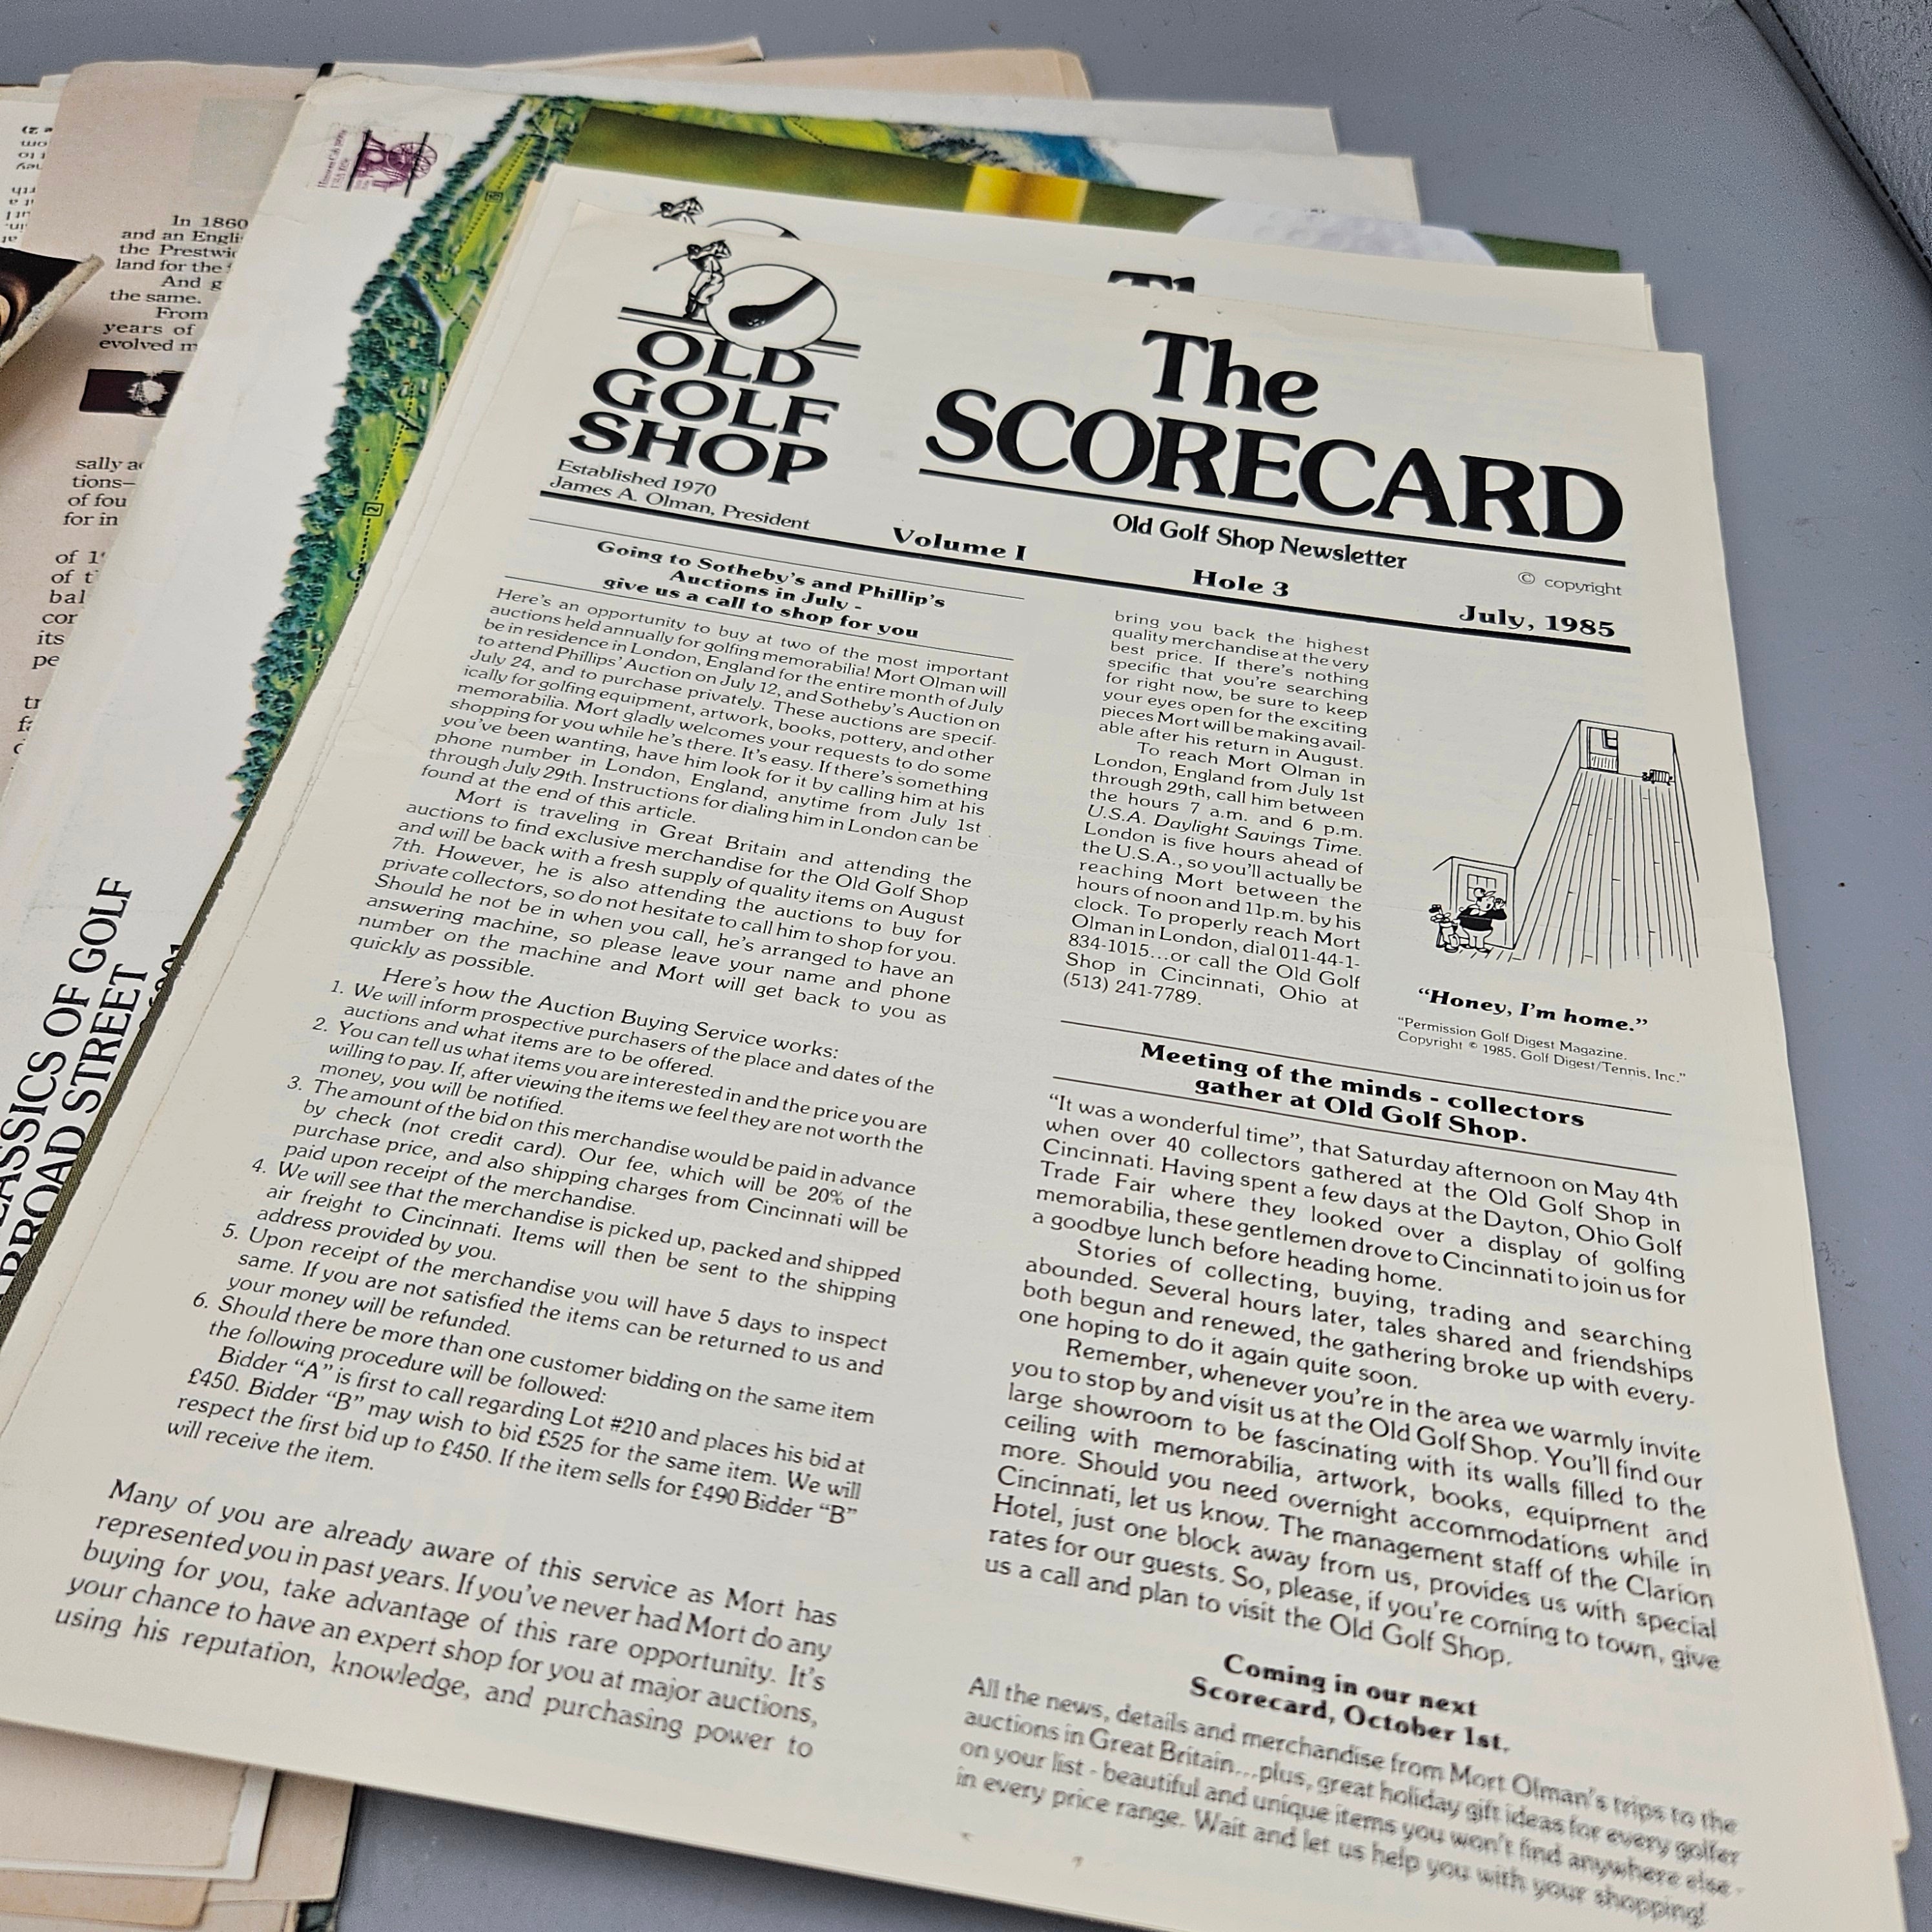 In 1860
and an Engli
the Prestwi
land for the
And g
the same.
From
years of
evolved m
sally a
tions—
of fou
for in
of 1
of t
bal
cor
its
pe
CLASSICS OF GOLF
BROAD STREET
OLD
GOLF
SHOP
Established 1970
James A. Olman, President
The
SCORECARD
Old Golf Shop Newsletter
© copyright
Volume I
Hole 3
July, 1985
Going to Sotheby's and Phillip's
Auctions in July -
give us a call to shop for you
Here's an opportunity to buy at two of the most important
auctions held annually for golfing memorabilia! Mort Olman will
be in residence in London, England for the entire month of July
to attend Phillips' Auction on July 12, and Sotheby's Auction on
July 24, and to purchase privately. These auctions are specif-
ically for golfing equipment, artwork, books, pottery, and other
memorabilia. Mort gladly welcomes your requests to do some
shopping for you while he's there. It's easy. If there's something
you've been wanting, have him look for it by calling him at his
phone number in London, England, anytime from July 1st
through July 29th. Instructions for dialing him in London can be
found at the end of this article.
Mort is traveling in Great Britain and attending the
auctions to find exclusive merchandise for the Old Golf Shop
and will be back with a fresh supply of quality items on August
7th. However, he is also attending the auctions to buy for
private collectors, so do not hesitate to call him to shop for you.
Should he not be in when you call, he's arranged to have an
answering machine, so please leave your name and phone
number on the machine and Mort will get back to you as
quickly as possible.
Here's how the Auction Buying Service works:
1. We will inform prospective purchasers of the place and dates of the
auctions and what items are to be offered.
2. You can tell us what items you are interested in and the price you are
willing to pay. If, after viewing the items we feel they are not worth the
money, you will be notified.
3. The amount of the bid on this merchandise would be paid in advance
by check (not credit card). Our fee, which will be 20% of the
purchase price, and also shipping charges from Cincinnati will be
paid upon receipt of the merchandise.
4. We will see that the merchandise is picked up, packed and shipped
air freight to Cincinnati. Items will then be sent to the shipping
address provided by you.
5. Upon receipt of the merchandise you will have 5 days to inspect
same. If you are not satisfied the items can be returned to us and
your money will be refunded.
6. Should there be more than one customer bidding on the same item
the following procedure will be followed:
Bidder "A" is first to call regarding Lot #210 and places his bid at
£450. Bidder "B" may wish to bid £525 for the same item. We will
respect the first bid up to £450. If the item sells for £490 Bidder "B"
will receive the item.
Many of you are already aware of this service as Mort has
represented you in past years. If you've never had Mort do any
buying for you, take advantage of this rare opportunity. It's
your chance to have an expert shop for you at major auctions,
using his reputation, knowledge, and purchasing power to
bring you back the highest
quality merchandise at the very
best price. If there's nothing
specific that you're searching
for right now, be sure to keep
your eyes open for the exciting
pieces Mort will be making avail-
able after his return in August.
To reach Mort Olman in
London, England from July 1st
through 29th, call him between
the hours 7 a.m. and 6 p.m.
U.S.A. Daylight Savings Time.
London is five hours ahead of
the U.S.A., so you'll actually be
reaching Mort between the
hours of noon and 11p.m. by his
clock. To properly reach Mort
Olman in London, dial 011-44-1-
834-1015...or call the Old Golf
Shop in Cincinnati, Ohio at
(513) 241-7789.
"Honey, I'm home."
"Permission Golf Digest Magazine.
Copyright © 1985, Golf Digest/Tennis, Inc."
Meeting of the minds - collectors
gather at Old Golf Shop.
"It was a wonderful time", that Saturday afternoon on May 4th
when over 40 collectors gathered at the Old Golf Shop in
Cincinnati. Having spent a few days at the Dayton, Ohio Golf
Trade Fair where they looked over a display of golfing
memorabilia, these gentlemen drove to Cincinnati to join us for
a goodbye lunch before heading home.
Stories of collecting, buying, trading and searching
abounded. Several hours later, tales shared and friendships
both begun and renewed, the gathering broke up with every-
one hoping to do it again quite soon.
Remember, whenever you're in the area we warmly invite
you to stop by and visit us at the Old Golf Shop. You'll find our
large showroom to be fascinating with its walls filled to the
ceiling with memorabilia, artwork, books, equipment and
more. Should you need overnight accommodations while in
Cincinnati, let us know. The management staff of the Clarion
Hotel, just one block away from us, provides us with special
rates for our guests. So, please, if you're coming to town, give
us a call and plan to visit the Old Golf Shop.
Coming in our next
Scorecard, October 1st.
All the news, details and merchandise from Mort Olman's trips to the
auctions in Great Britain...plus, great holiday gift ideas for every golfer
on your list - beautiful and unique items you won't find anywhere else -
in every price range. Wait and let us help you with your shopping!